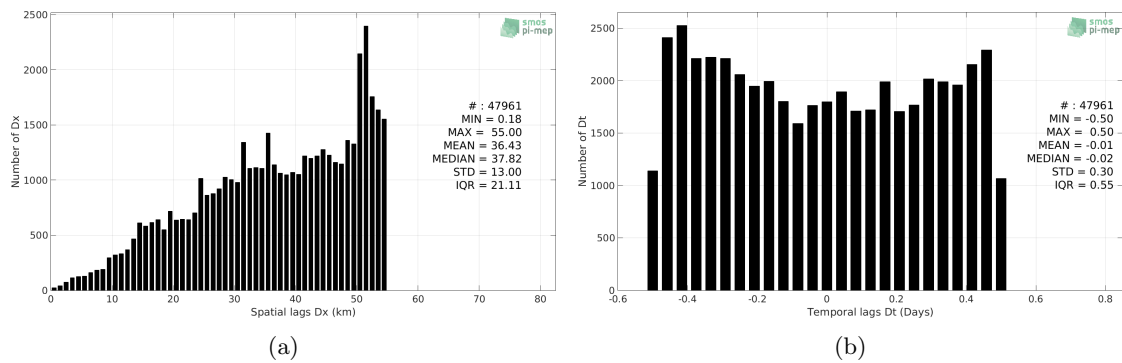 2500
2000
1500
1000
500
0
0
10
20
30
40
50
60
70
80
Number of Dx
Spatial lags Dx (km)
smos
pi-mep
# : 47961
MIN = 0.18
MAX = 55.00
MEAN = 36.43
MEDIAN = 37.82
STD = 13.00
IQR = 21.11
(a)
2500
2000
1500
1000
500
0
-0.6
-0.4
-0.2
0
0.2
0.4
0.6
0.8
Number of Dt
Temporal lags Dt (Days)
smos
pi-mep
# : 47961
MIN = -0.50
MAX = 0.50
MEAN = -0.01
MEDIAN = -0.02
STD = 0.30
IQR = 0.55
(b)